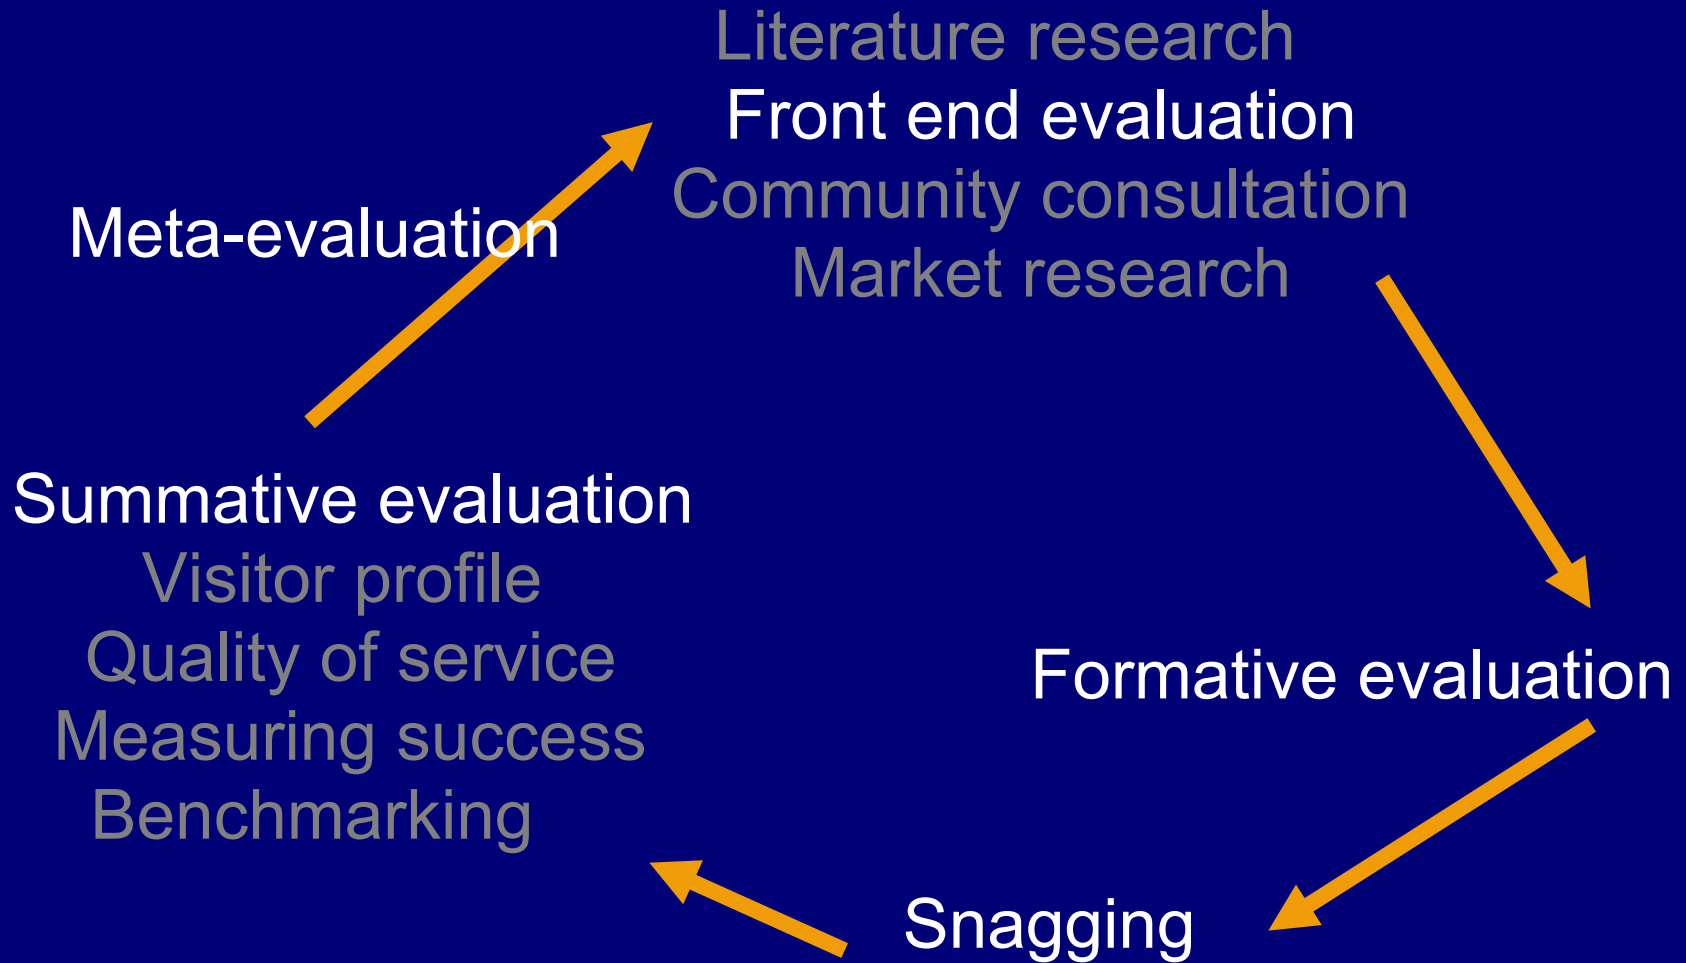 Literature research
Front end evaluation
Community consultation
Market research
Meta-evaluation
Summative evaluation
Visitor profile
Quality of service
Measuring success
Benchmarking
Formative evaluation
Snagging